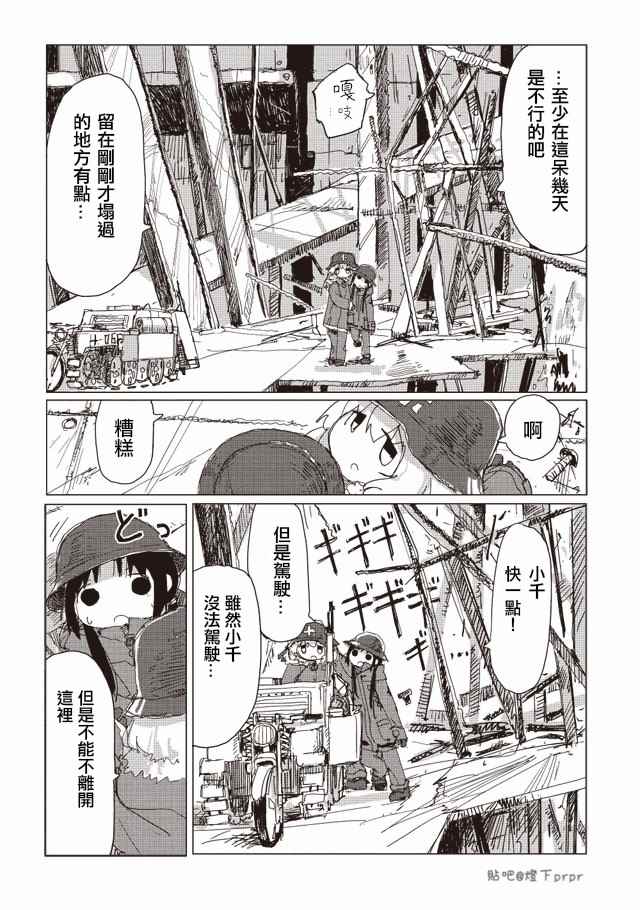 …至少在這呆幾天
是不行的吧
嘎吱
留在剛剛才塌過
的地方有點…
啊
糟糕
小千
快一點！
ギギギ
ギギギ
但是駕駛…
雖然小千
沒法駕駛…
どっ
但是不能不離開
這裡
貼吧@燈下prpr